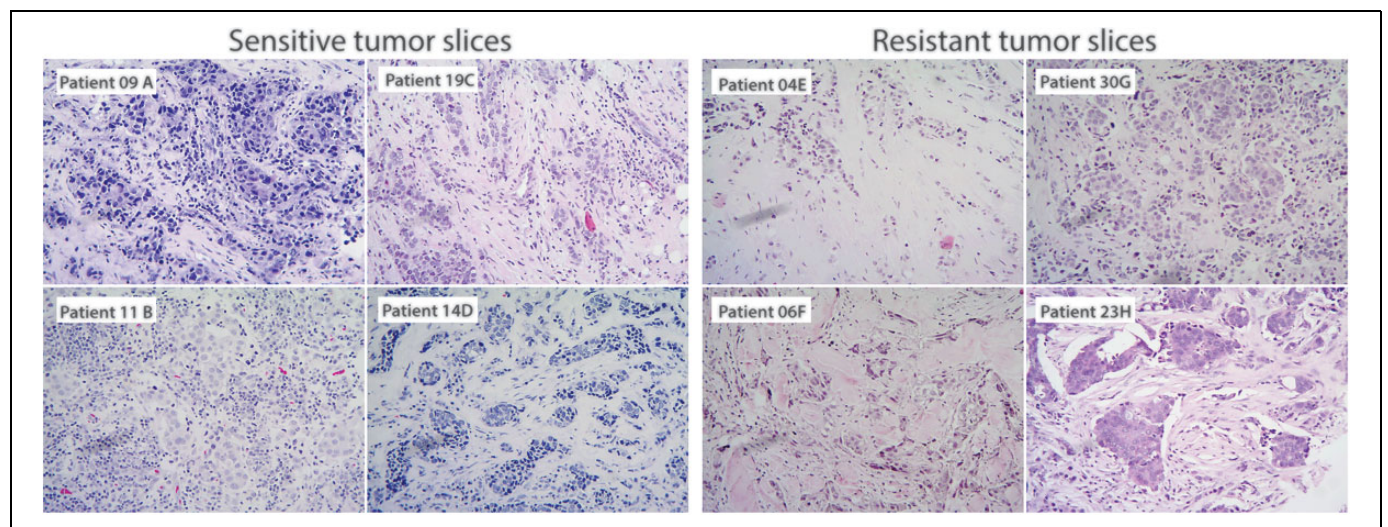 Sensitive tumor slices
Resistant tumor slices
Patient 09 A
Patient 19C
Patient 04E
Patient 30G
Patient 11 B
Patient 14D
Patient 06F
Patient 23H